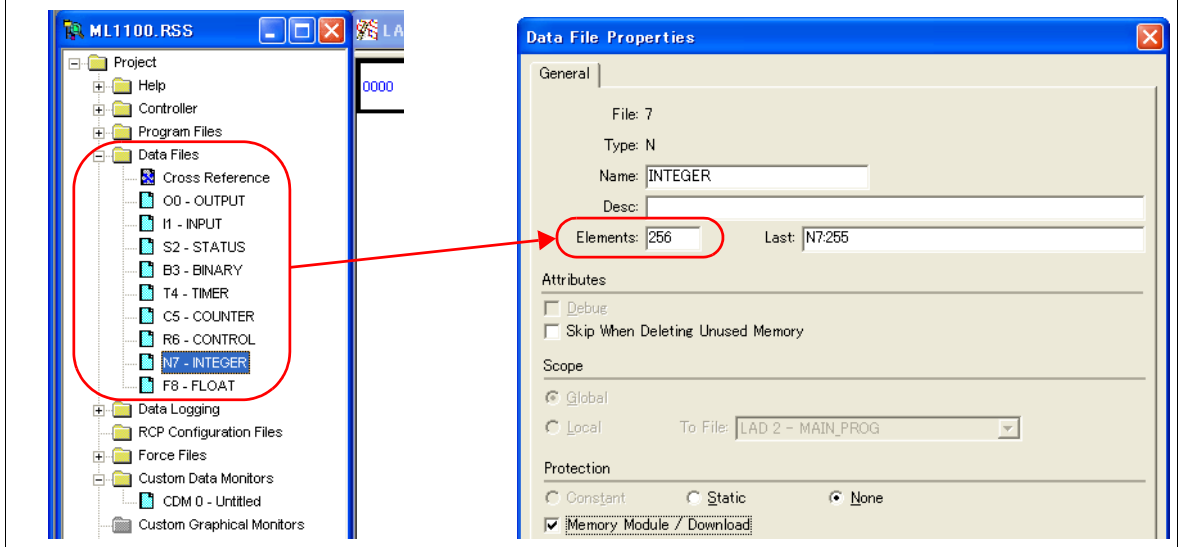 ML1100.RSS
LA
0000
Project
Help
Controller
Program Files
Data Files
Cross Reference
O0 - OUTPUT
I1 - INPUT
S2 - STATUS
B3 - BINARY
T4 - TIMER
C5 - COUNTER
R6 - CONTROL
N7 - INTEGER
F8 - FLOAT
Data Logging
RCP Configuration Files
Force Files
Custom Data Monitors
CDM 0 - Untitled
Custom Graphical Monitors
Data File Properties
General
File: 7
Type: N
Name: INTEGER
Desc:
Elements: 256 Last: N7:255
Attributes
Debug
Skip When Deleting Unused Memory
Scope
Global
Local To File: LAD 2 - MAIN_PROG
Protection
Constant Static None
Memory Module / Download